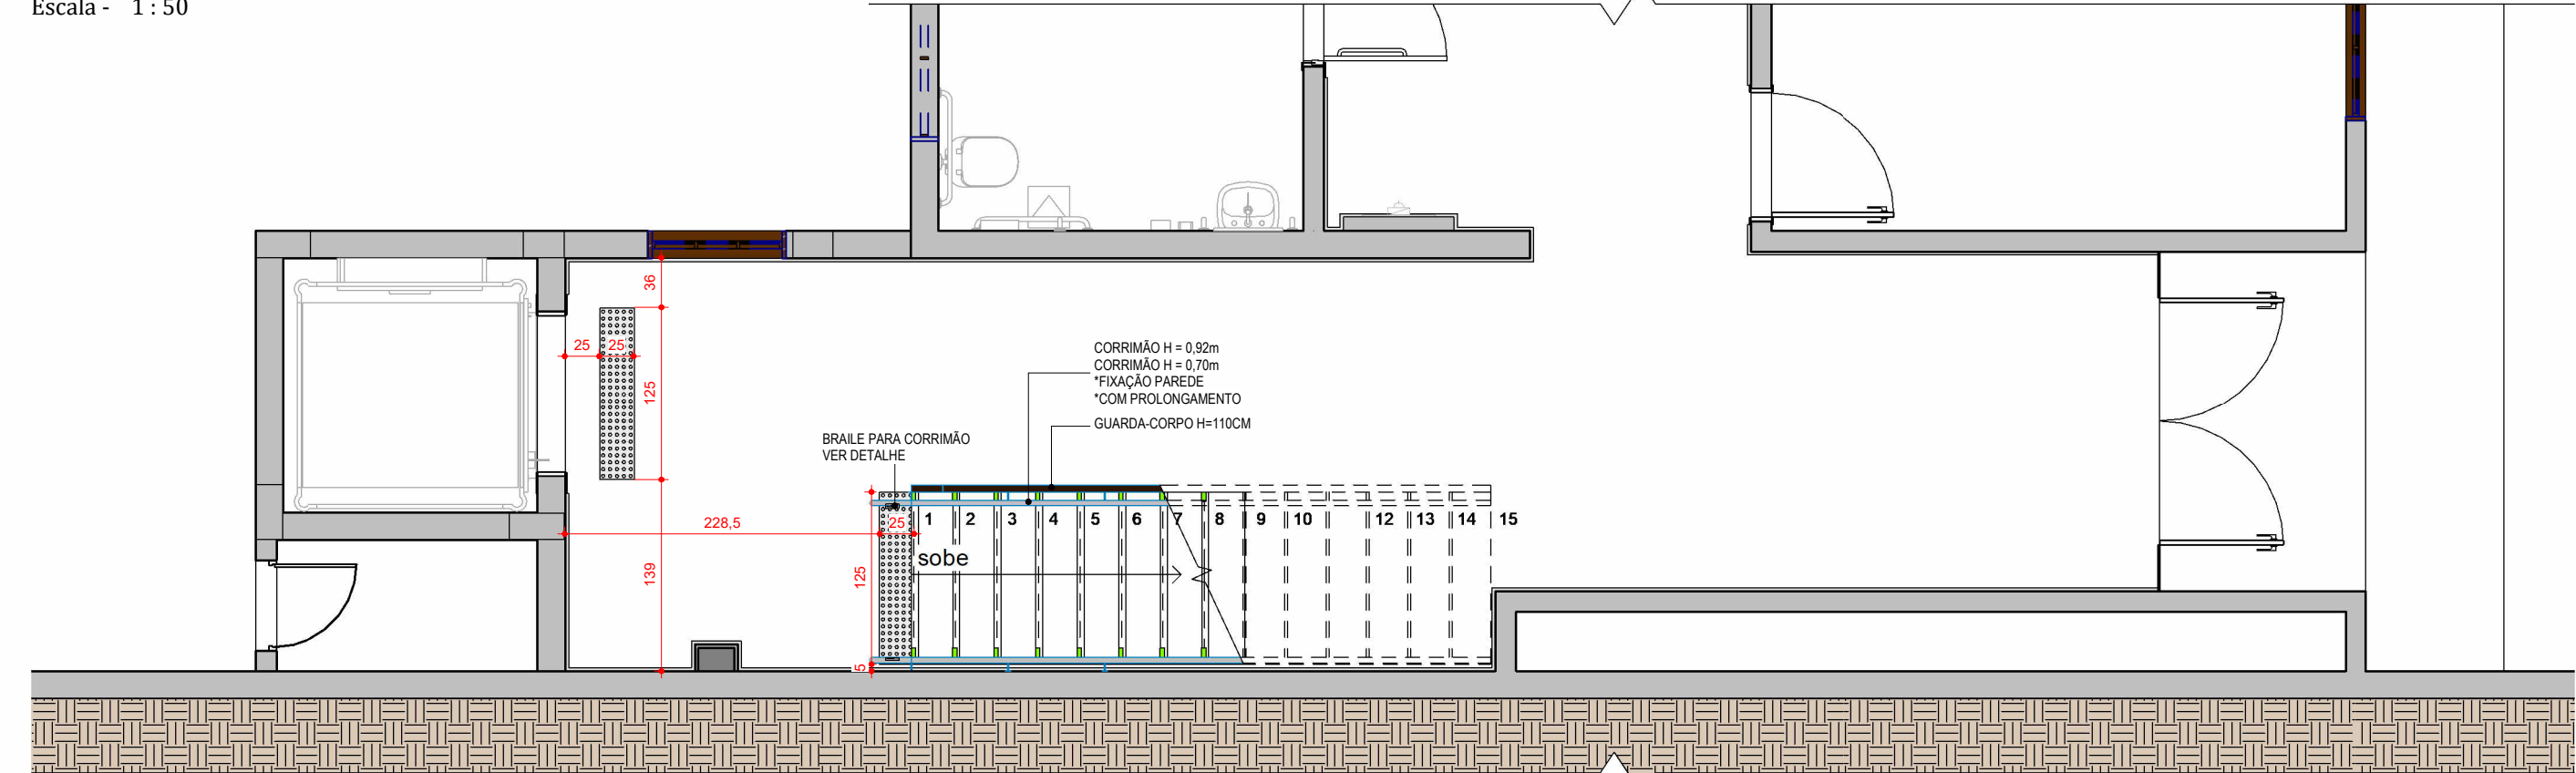 Escala - 1 : 50
36
25
25
125
CORRIMÃO H = 0,92m
CORRIMÃO H = 0,70m
*FIXAÇÃO PAREDE
*COM PROLONGAMENTO
GUARDA-CORPO H=110CM
BRAILE PARA CORRIMÃO
VER DETALHE
228,5
25
1 2 3 4 5 6 7 8 9 10 12 13 14 15
sobe
139
125
5